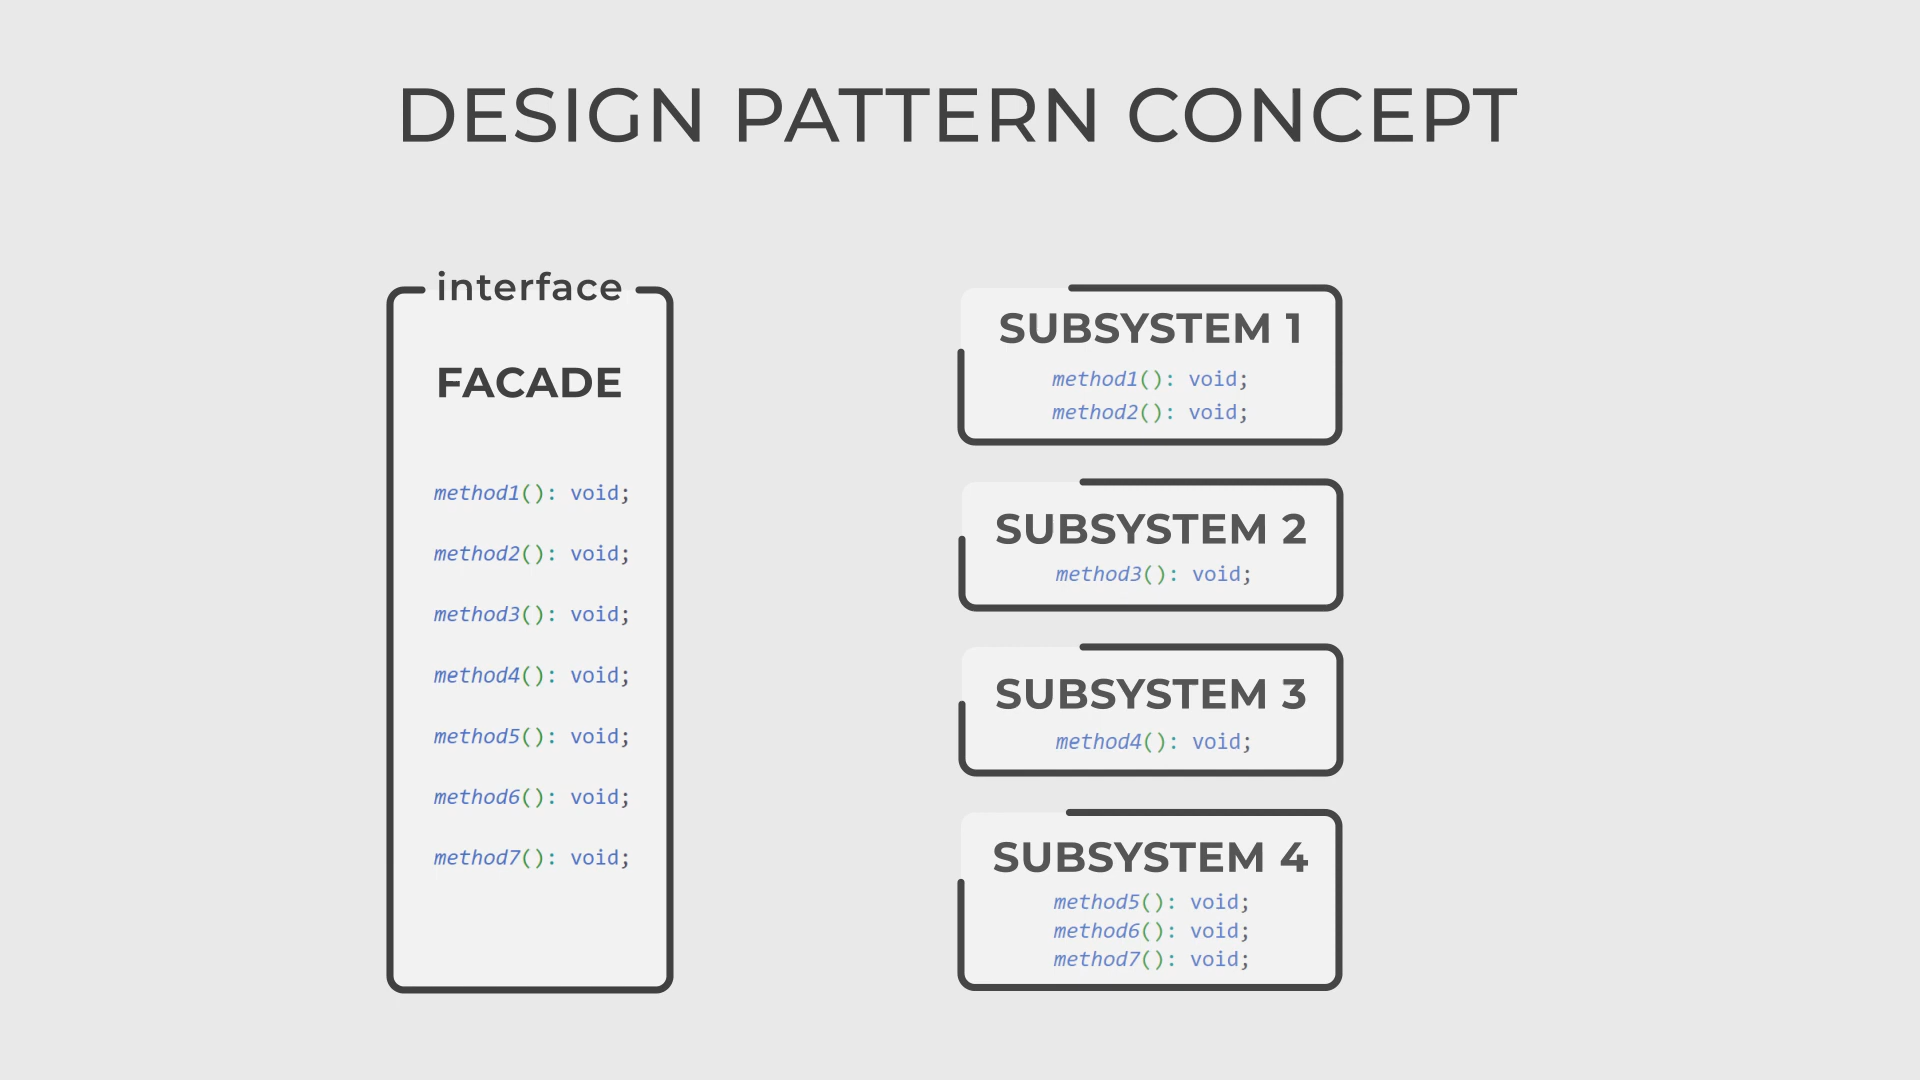 DESIGN PATTERN CONCEPT
interface
FACADE
method1(): void;
method2(): void;
method3(): void;
method4(): void;
method5(): void;
method6(): void;
method7(): void;
SUBSYSTEM 1
method1(): void;
method2(): void;
SUBSYSTEM 2
method3(): void;
SUBSYSTEM 3
method4(): void;
SUBSYSTEM 4
method5(): void;
method6(): void;
method7(): void;